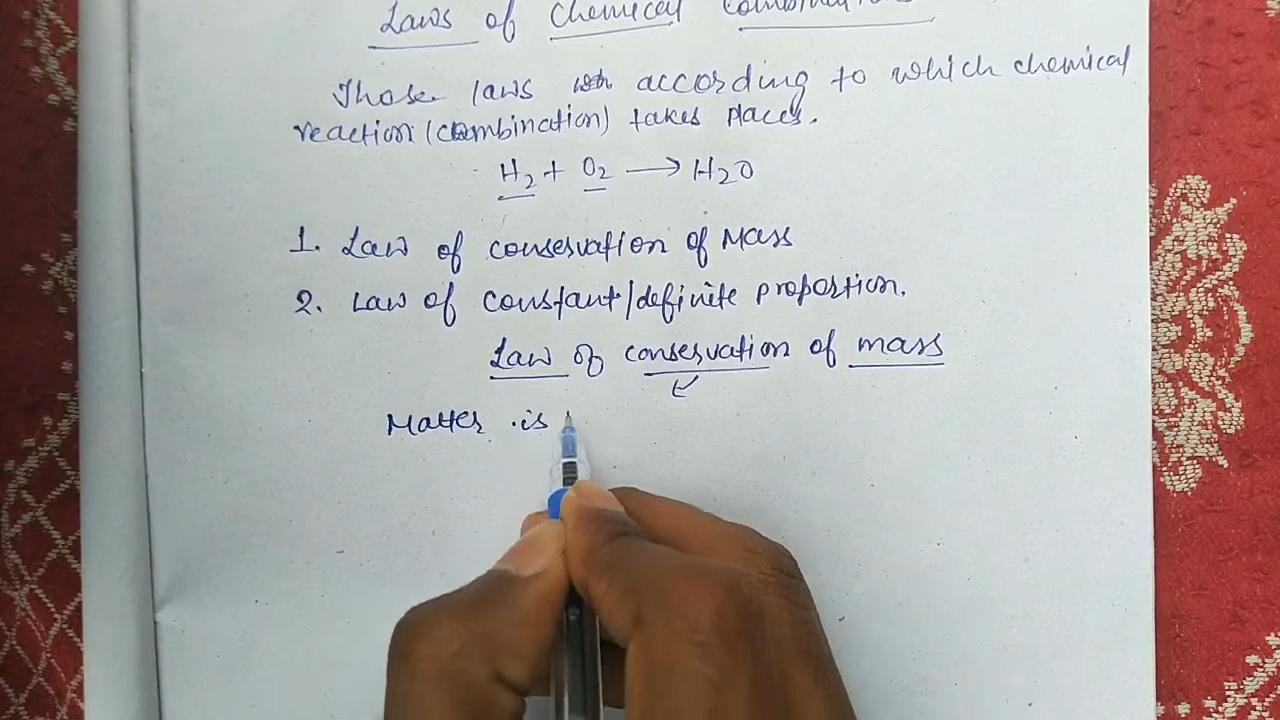 Laws of Chemical Combination
Those laws according to which chemical
reaction (combination) takes places.
H2 + O2 → H2O
1. Law of conservation of Mass
2. Law of constant/definite proportion.
Law of conservation of mass
Matter is